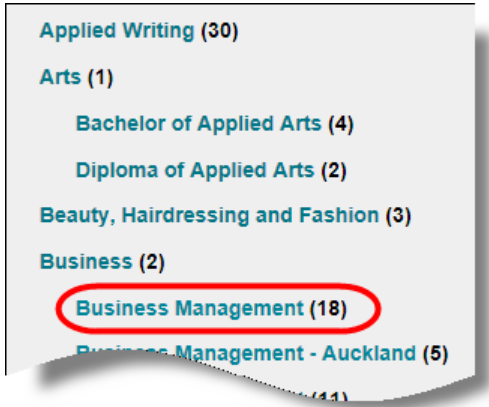 Applied Writing (30)
Arts (1)
Bachelor of Applied Arts (4)
Diploma of Applied Arts (2)
Beauty, Hairdressing and Fashion (3)
Business (2)
Business Management (18)
Business Management - Auckland (5)
(11)